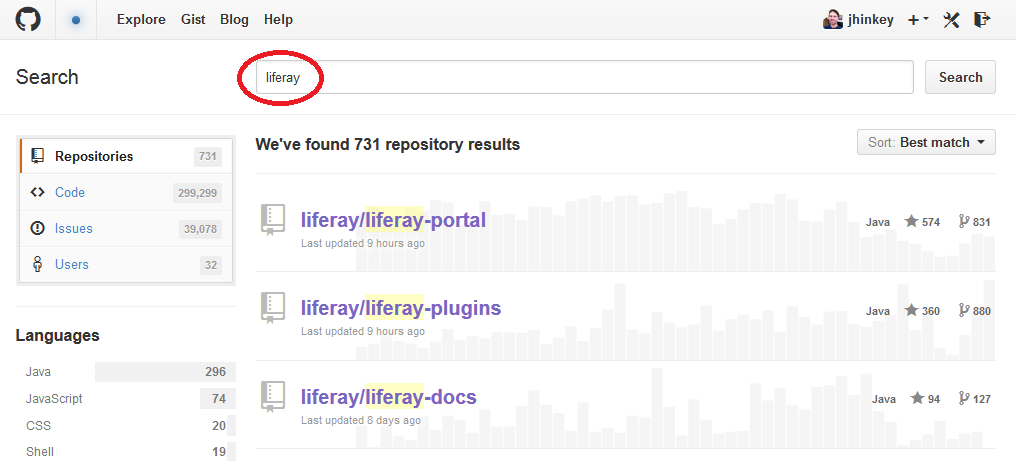 Explore Gist Blog Help jhinkey +
Search liferay Search
Repositories 731
Code 299,299
Issues 39,078
Users 32
Languages
Java 296
JavaScript 74
CSS 20
Shell 19
We've found 731 repository results Sort: Best match
liferay/liferay-portal Java 574 831
Last updated 9 hours ago
liferay/liferay-plugins Java 360 880
Last updated 9 hours ago
liferay/liferay-docs Java 94 127
Last updated 8 days ago